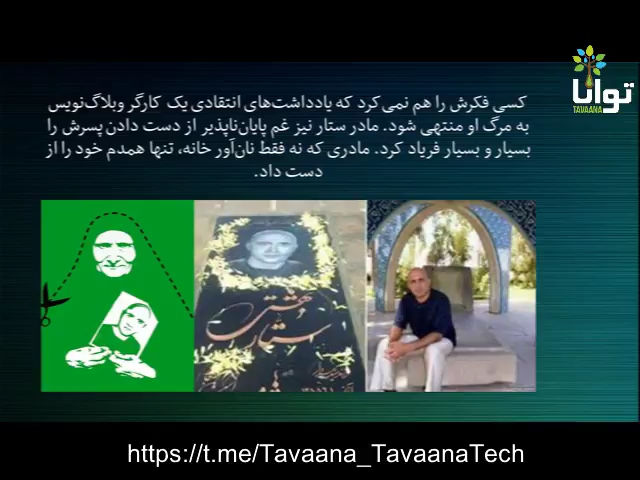 توانا
TAVAANA
کسی فکرش را هم نمی‌کرد که یادداشت‌های انتقادی یک کارگر وبلاگ‌نویس
به مرگ او منتهی شود. مادر ستار نیز غم پایان‌ناپذیر از دست دادن پسرش را
بسیار و بسیار فریاد کرد. مادری که نه فقط نان‌آور خانه، تنها همدم خود را از
دست داد.
ستار بهشتی
https://t.me/Tavaana_TavaanaTech